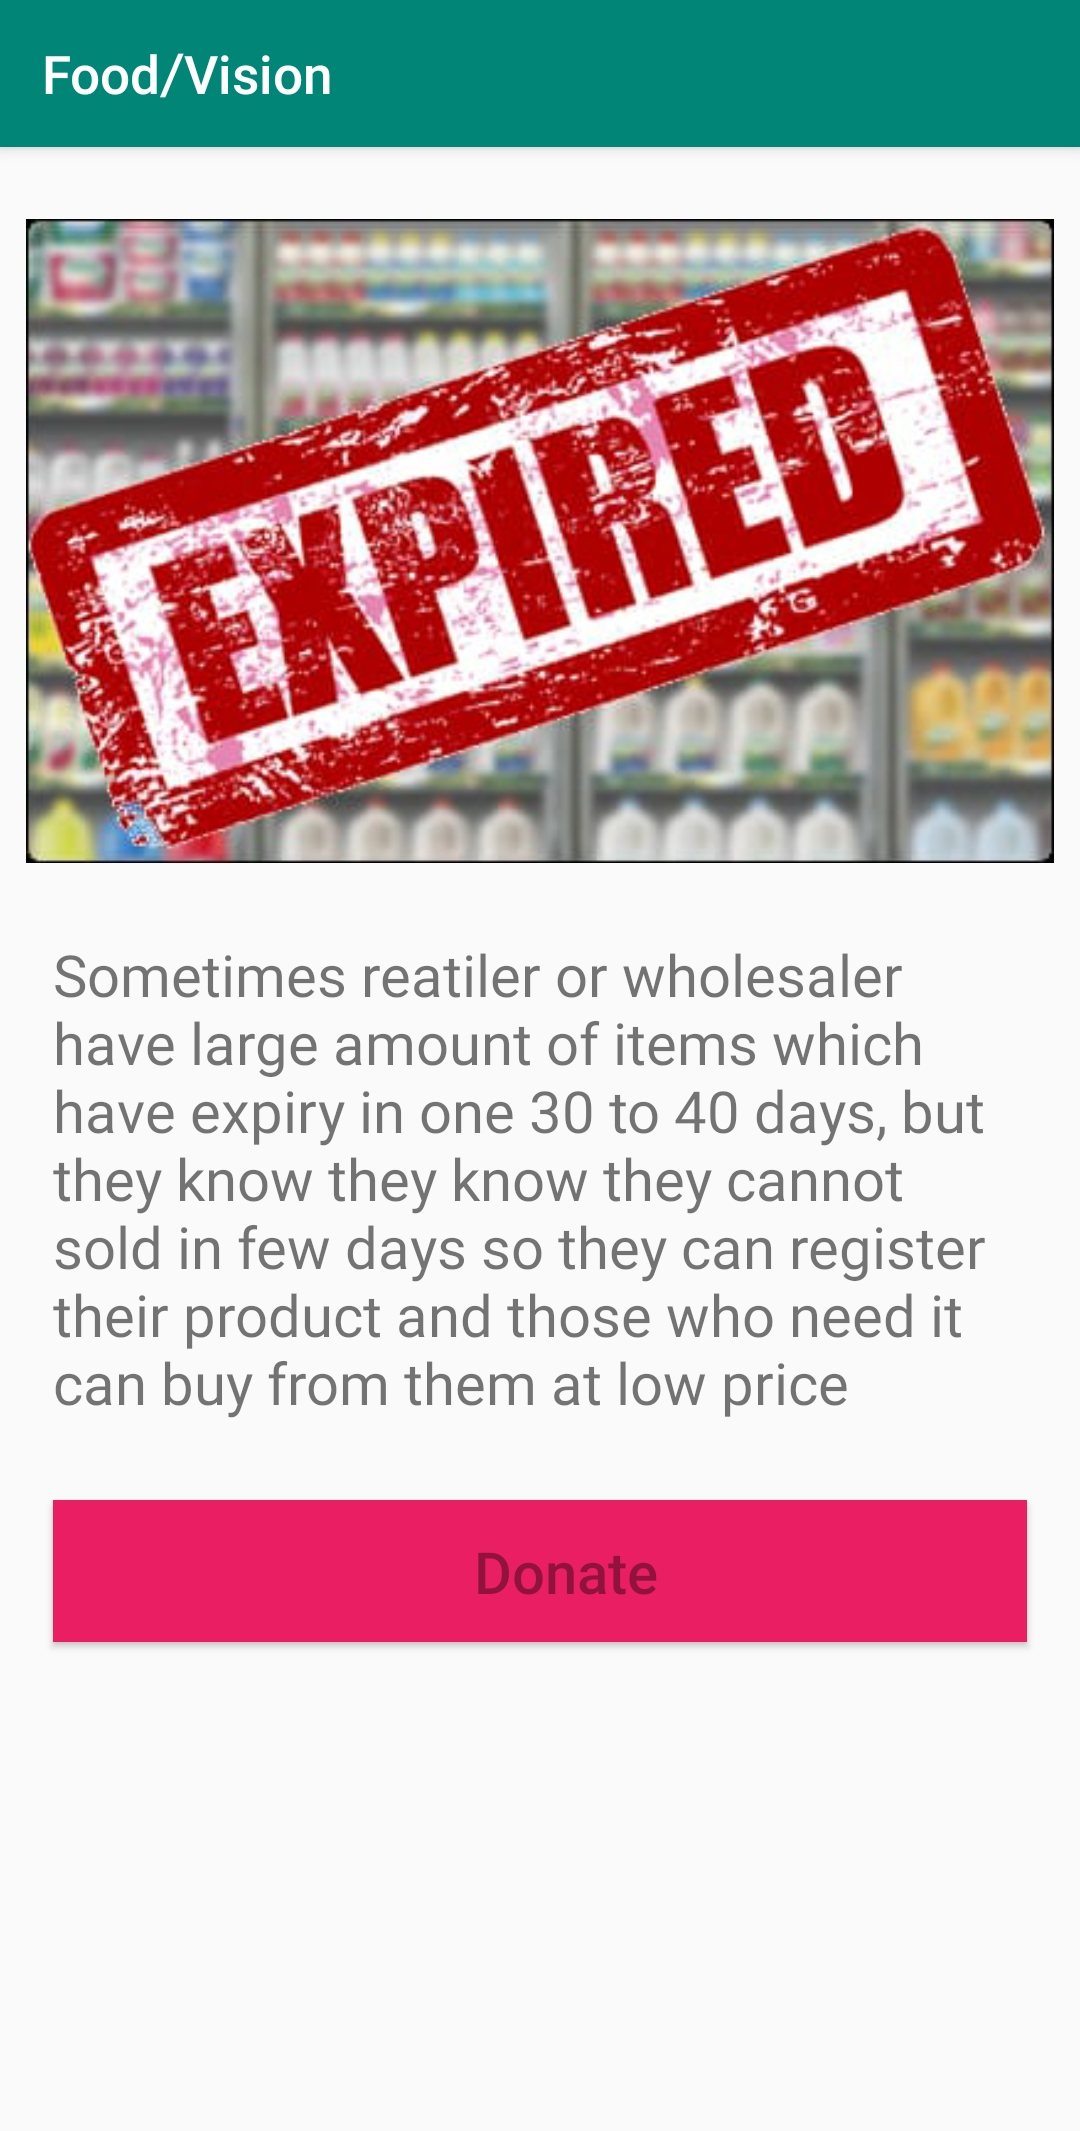 Food/Vision
EXPIRED
Sometimes reatiler or wholesaler
have large amount of items which
have expiry in one 30 to 40 days, but
they know they know they cannot
sold in few days so they can register
their product and those who need it
can buy from them at low price
Donate